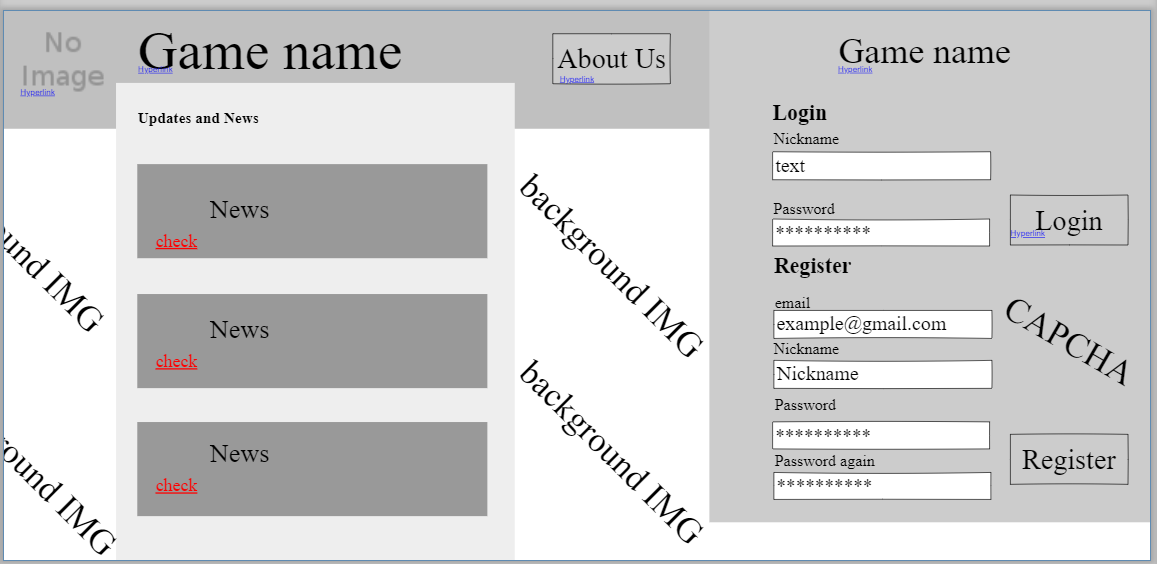 No
Image
Hyperlink
Game name
Hyperlink
About Us
Hyperlink
Updates and News
News
check
News
check
News
check
ound IMG
ound IMG
background IMG
background IMG
Game name
Hyperlink
Login
Nickname
text
Password
**********
Login
Hyperlink
Register
email
example@gmail.com
Nickname
Nickname
Password
**********
Password again
**********
CAPCHA
Register